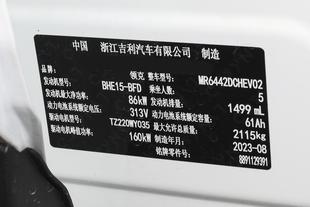 中国 浙江吉利汽车有限公司 制造
品牌： 领克 整车型号： MR6442DCHEV02
发动机型号： BHE15-BFD 乘坐人数： 5
发动机最大净功率： 86kW 发动机排量： 1499 mL
动力电池系统额定电压： 313V 动力电池系统额定容量： 61Ah
驱动电机型号： TZ220WY035 最大允许总质量： 2115kg
驱动电机峰值功率： 160kW 制造年月： 2023-08
铭牌零件号： 8891129391